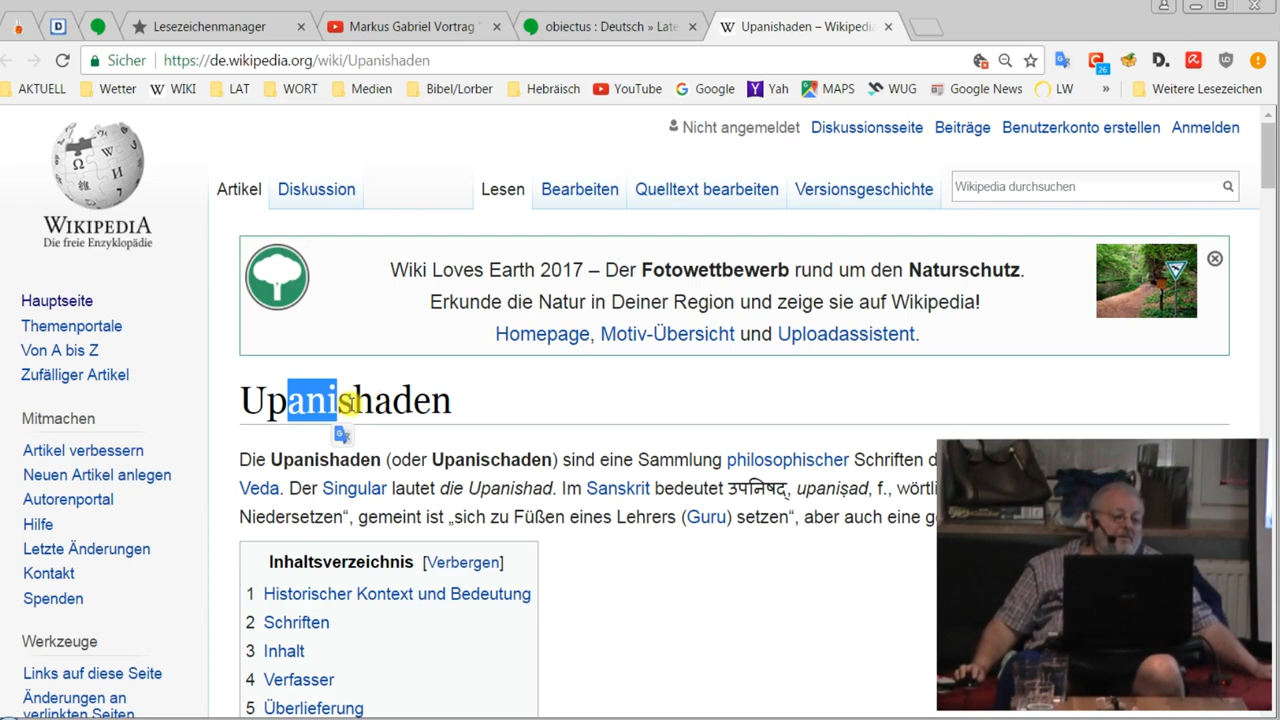 Lesezeichenmanager
Markus Gabriel Vortrag "
obiectus : Deutsch » Late
Upanishaden – Wikipedi
Sicher
https://de.wikipedia.org/wiki/Upanishaden
26
AKTUELL
Wetter
WIKI
LAT
WORT
Medien
Bibel/Lorber
Hebräisch
YouTube
Google
Yah
MAPS
WUG
Google News
LW
»
Weitere Lesezeichen
Nicht angemeldet
Diskussionsseite
Beiträge
Benutzerkonto erstellen
Anmelden
WIKIPEDIA
Die freie Enzyklopädie
Artikel
Diskussion
Lesen
Bearbeiten
Quelltext bearbeiten
Versionsgeschichte
Wikipedia durchsuchen
Wiki Loves Earth 2017 – Der Fotowettbewerb rund um den Naturschutz.
Erkunde die Natur in Deiner Region und zeige sie auf Wikipedia!
Homepage, Motiv-Übersicht und Uploadassistent.
Hauptseite
Themenportale
Von A bis Z
Zufälliger Artikel
Mitmachen
Artikel verbessern
Neuen Artikel anlegen
Autorenportal
Hilfe
Letzte Änderungen
Kontakt
Spenden
Werkzeuge
Links auf diese Seite
Änderungen an
verlinkten Seiten
Upanishaden
Die Upanishaden (oder Upanischaden) sind eine Sammlung philosophischer Schriften d
Veda. Der Singular lautet die Upanishad. Im Sanskrit bedeutet उपनिषद्, upaniṣad, f., wörtli
Niedersetzen“, gemeint ist „sich zu Füßen eines Lehrers (Guru) setzen“, aber auch eine g
Inhaltsverzeichnis [Verbergen]
1 Historischer Kontext und Bedeutung
2 Schriften
3 Inhalt
4 Verfasser
5 Überlieferung